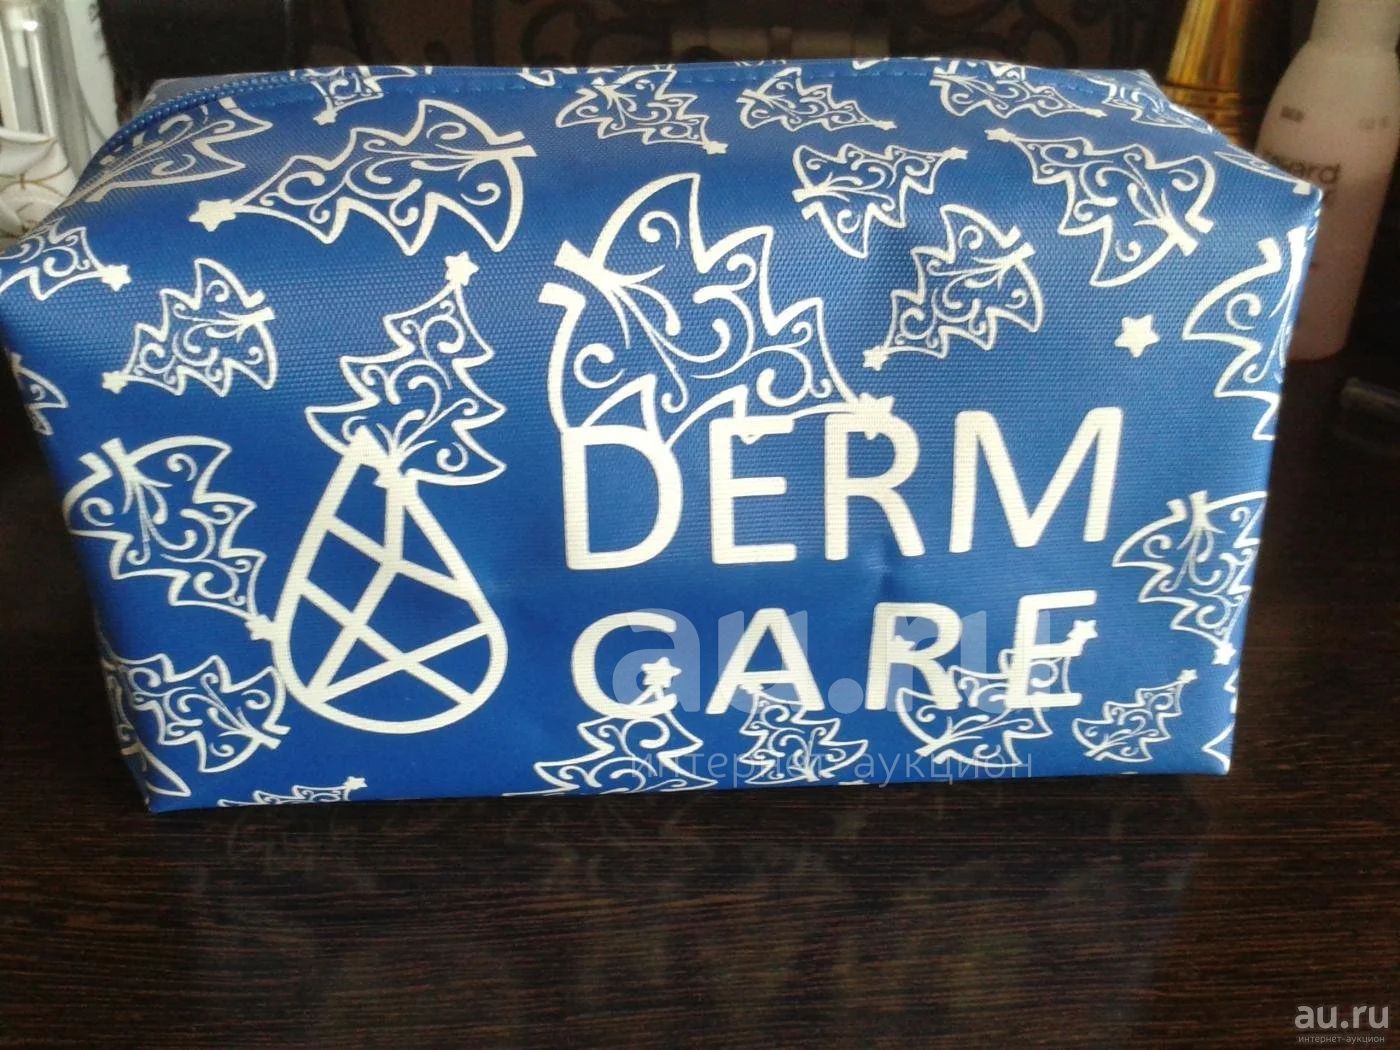 DERM
CARE
au.ru
интернет аукцион
au.ru
интернет-аукцион